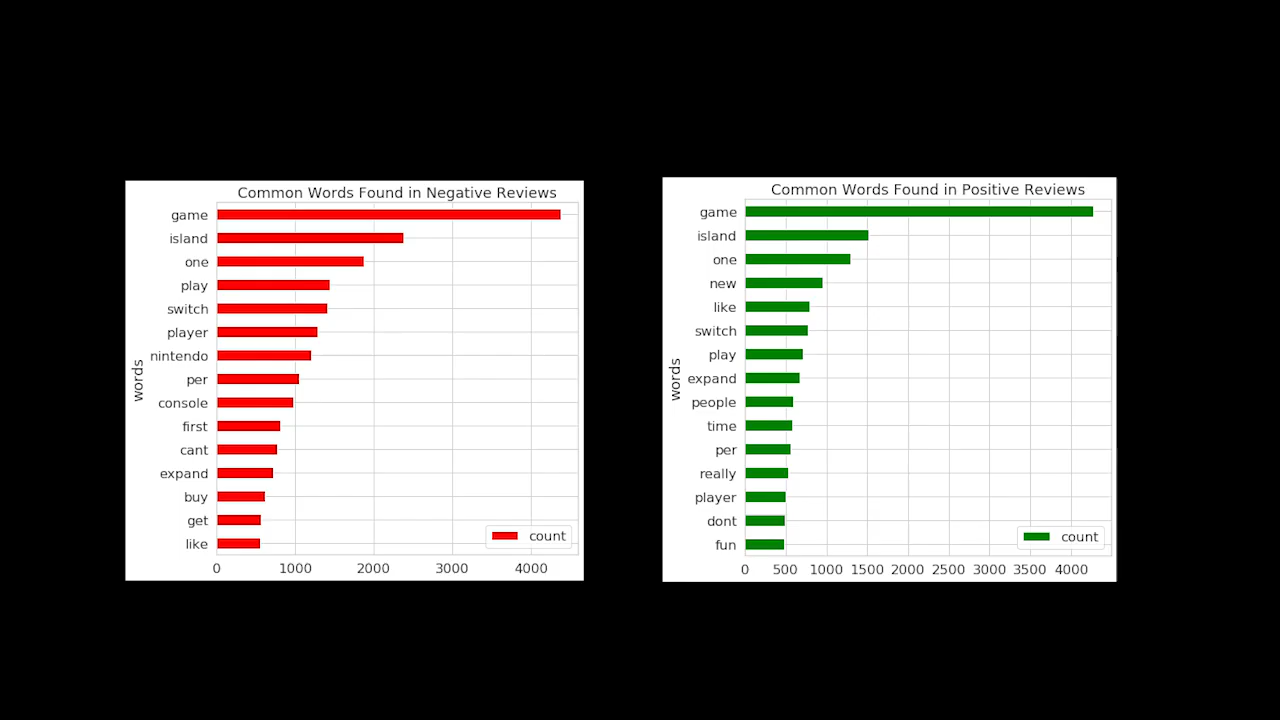 Common Words Found in Negative Reviews
game
island
one
play
switch
player
nintendo
per
console
first
cant
expand
buy
get
like
words
count
0 1000 2000 3000 4000
Common Words Found in Positive Reviews
game
island
one
new
like
switch
play
expand
people
time
per
really
player
dont
fun
words
count
0 500 1000 1500 2000 2500 3000 3500 4000